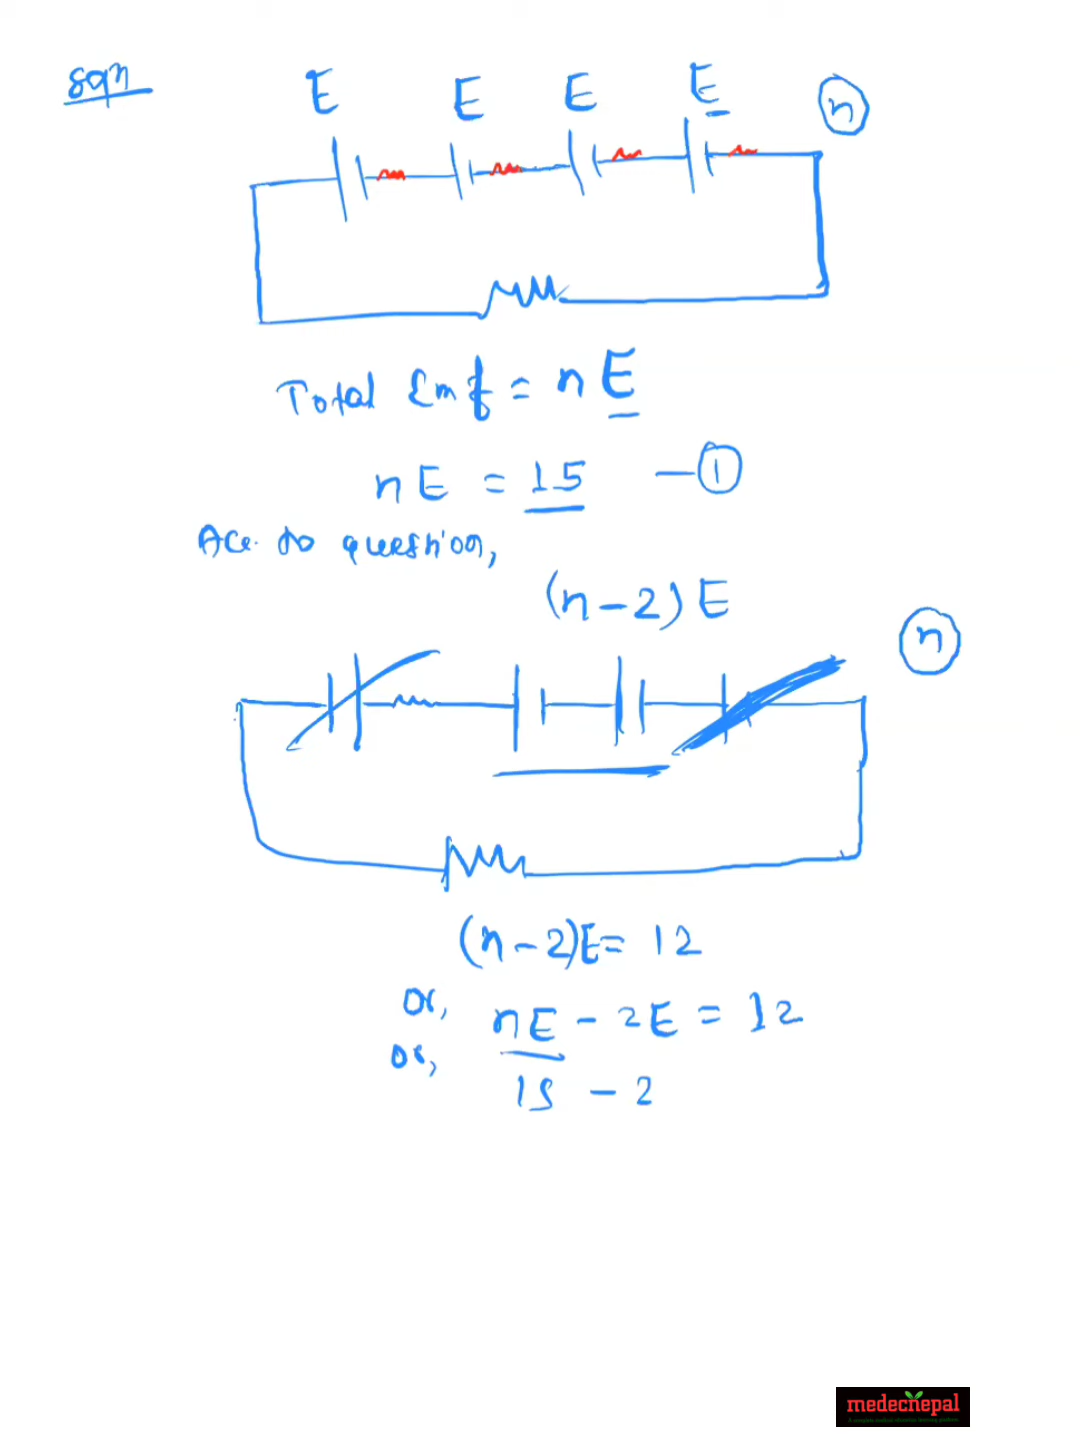 Soln
E E E E n
Total Emf = n E
n E = 15 — 1
Acc. to question,
(n-2) E
n
(n-2)E = 12
or, nE - 2E = 12
or, 15 - 2
medecnepal